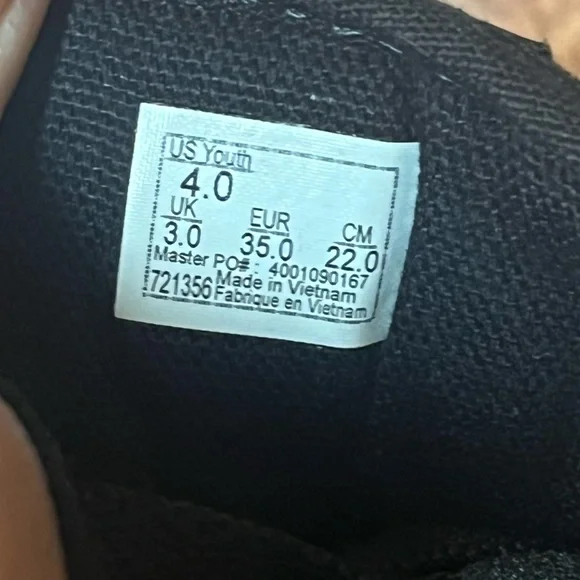 US Youth
4.0
UK EUR CM
3.0 35.0 22.0
Master PO# : 4001090167
721356 Made in Vietnam
Fabrique en Vietnam